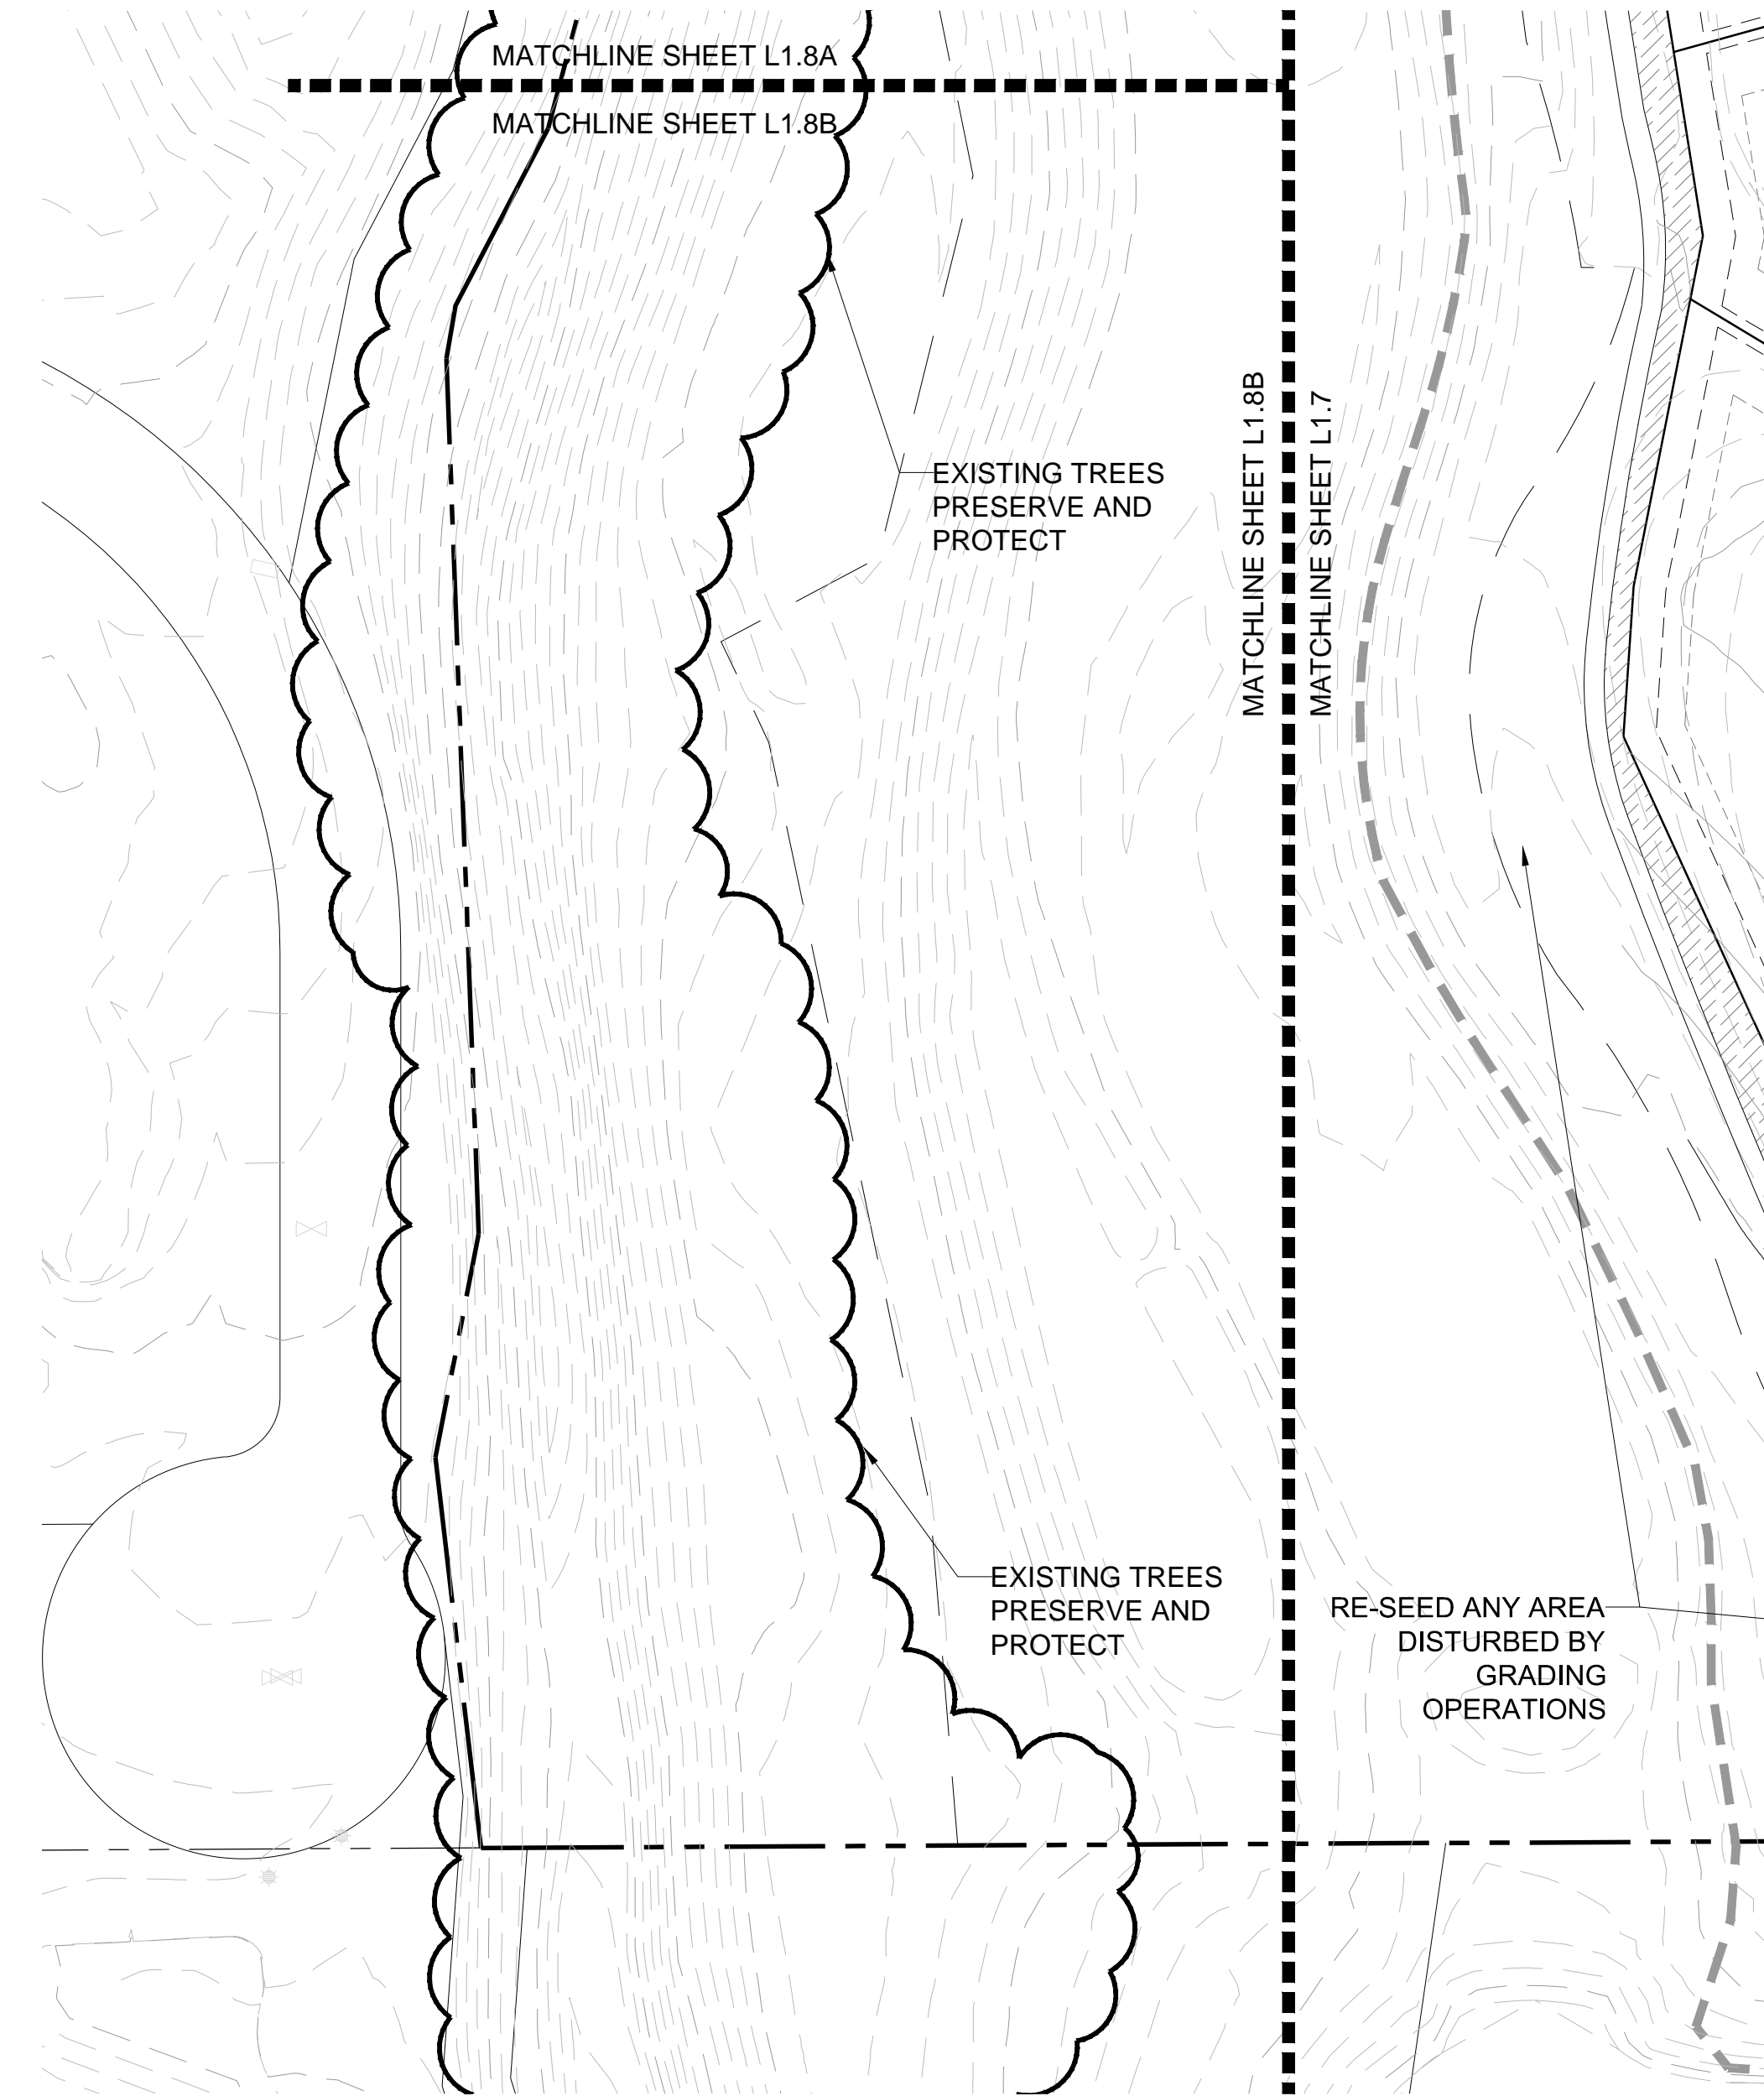 MATCHLINE SHEET L1.8A
MATCHLINE SHEET L1.8B
MATCHLINE SHEET L1.8B
MATCHLINE SHEET L1.7
EXISTING TREES
PRESERVE AND
PROTECT
EXISTING TREES
PRESERVE AND
PROTECT
RE-SEED ANY AREA
DISTURBED BY
GRADING
OPERATIONS